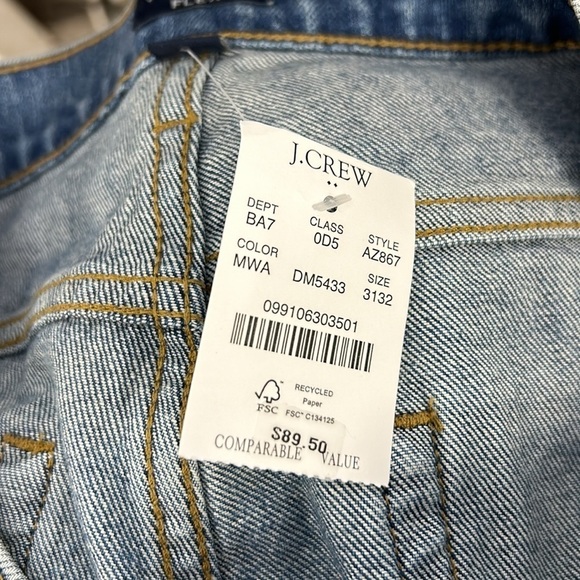 J.CREW
DEPT CLASS STYLE
BA7 0D5 AZ867
COLOR SIZE
MWA DM5433 3132
099106303501
RECYCLED
Paper
FSC
FSC® C134125
$89.50
COMPARABLE VALUE